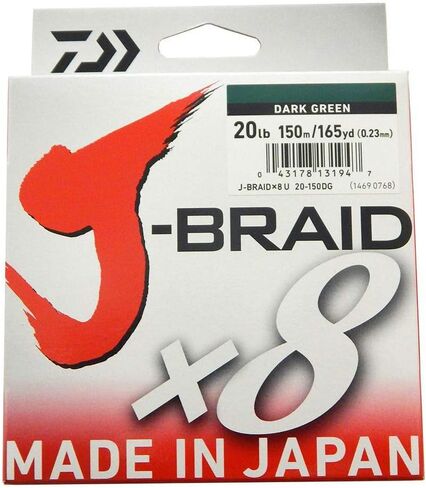 DARK GREEN
20lb 150m/165yd (0.23mm)
0 43178 13194 7
J-BRAID×8 U 20-150DG (1469 0768)
J-BRAID
×8
MADE IN JAPAN